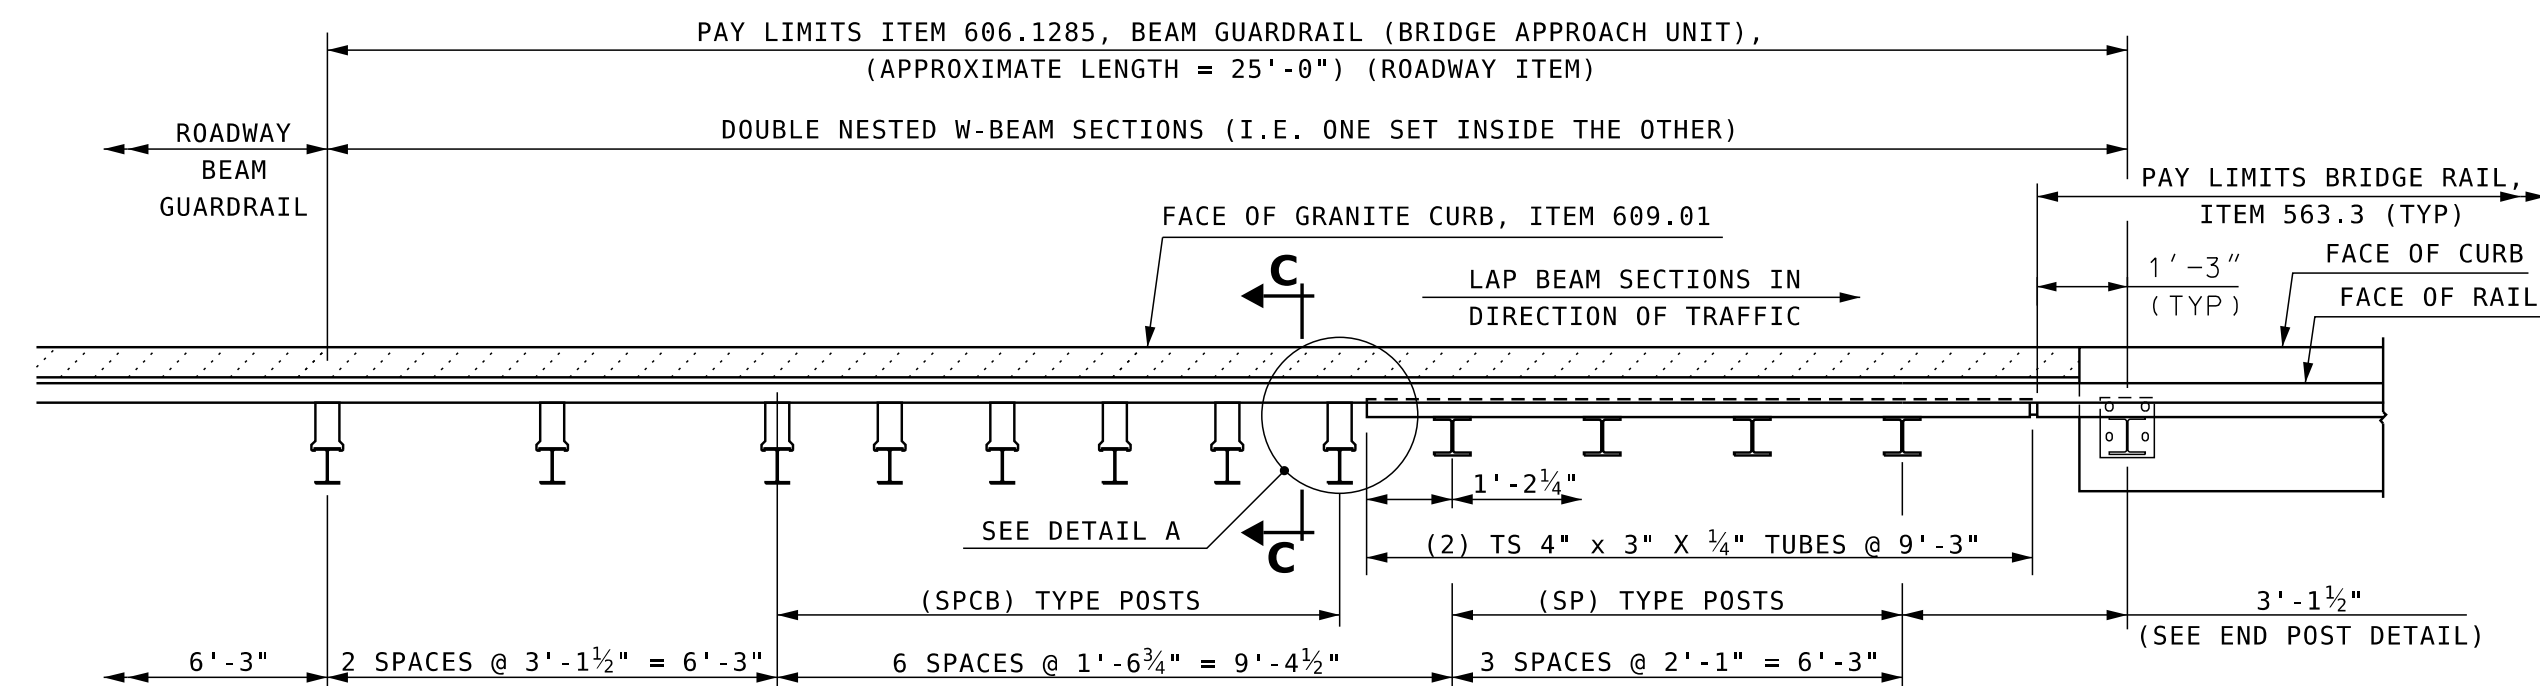 PAY LIMITS ITEM 606.1285, BEAM GUARDRAIL (BRIDGE APPROACH UNIT),
(APPROXIMATE LENGTH = 25'-0") (ROADWAY ITEM)
ROADWAY
BEAM
GUARDRAIL
DOUBLE NESTED W-BEAM SECTIONS (I.E. ONE SET INSIDE THE OTHER)
PAY LIMITS BRIDGE RAIL,
ITEM 563.3 (TYP)
FACE OF GRANITE CURB, ITEM 609.01
FACE OF CURB
C
LAP BEAM SECTIONS IN
DIRECTION OF TRAFFIC
1'-3"
(TYP)
FACE OF RAIL
1'-2¼"
SEE DETAIL A
C
(2) TS 4" x 3" X ¼" TUBES @ 9'-3"
(SPCB) TYPE POSTS
(SP) TYPE POSTS
3'-1½"
(SEE END POST DETAIL)
6'-3"
2 SPACES @ 3'-1½" = 6'-3"
6 SPACES @ 1'-6¾" = 9'-4½"
3 SPACES @ 2'-1" = 6'-3"